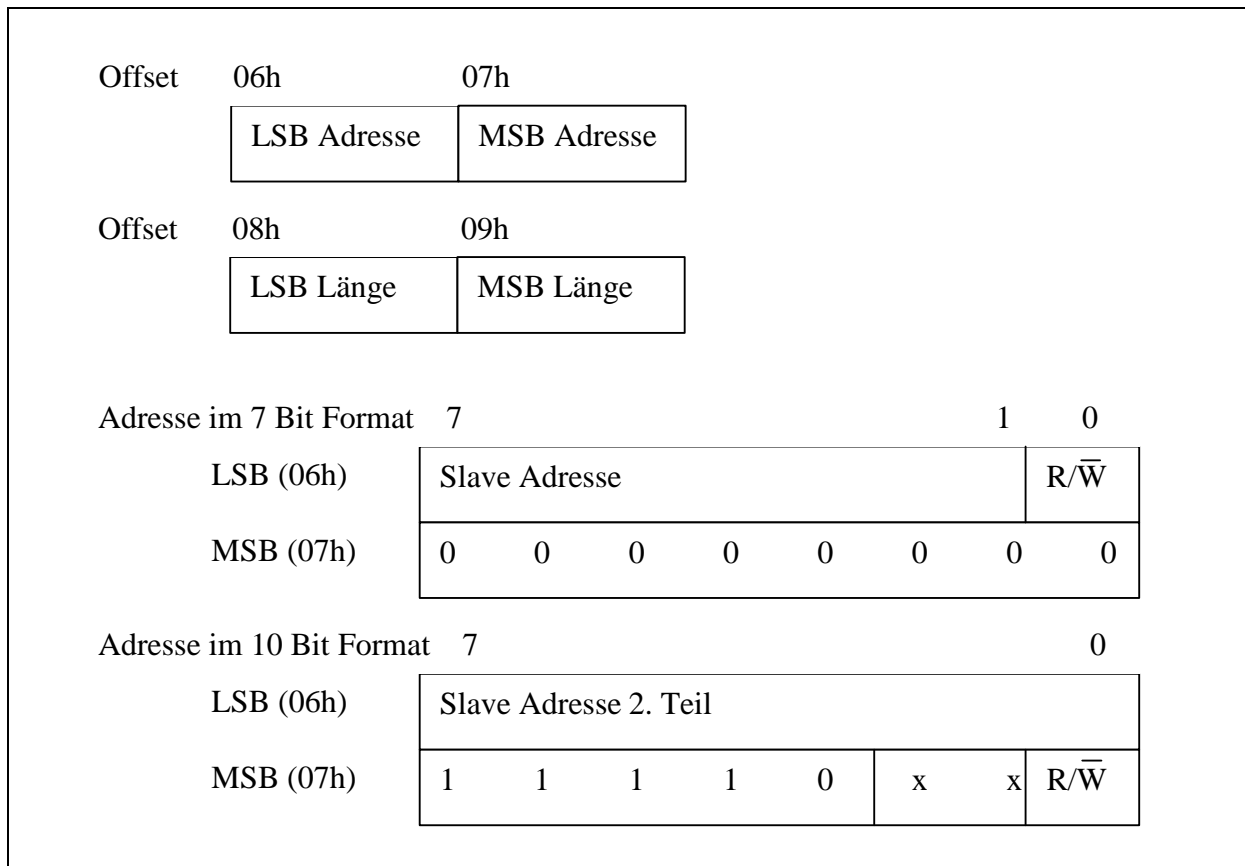 Offset 06h 07h
LSB Adresse MSB Adresse
Offset 08h 09h
LSB Länge MSB Länge
Adresse im 7 Bit Format 7 1 0
LSB (06h) Slave Adresse R/W̅
MSB (07h) 0 0 0 0 0 0 0 0
Adresse im 10 Bit Format 7 0
LSB (06h) Slave Adresse 2. Teil
MSB (07h) 1 1 1 1 0 x x R/W̅